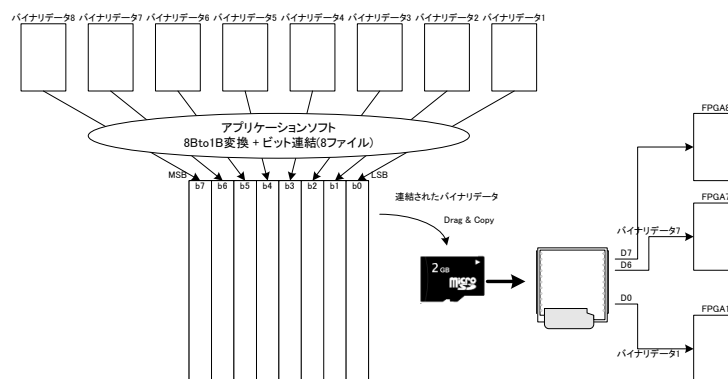 バイナリデータ8 バイナリデータ7 バイナリデータ6 バイナリデータ5 バイナリデータ4 バイナリデータ3 バイナリデータ2 バイナリデータ1
アプリケーションソフト
8Bto1B変換 + ビット連結(8ファイル)
MSB
LSB
b7 b6 b5 b4 b3 b2 b1 b0
連結されたバイナリデータ
Drag & Copy
2 GB
micro SD
D7
D6
D0
FPGA8
FPGA7
バイナリデータ7
FPGA1
バイナリデータ1